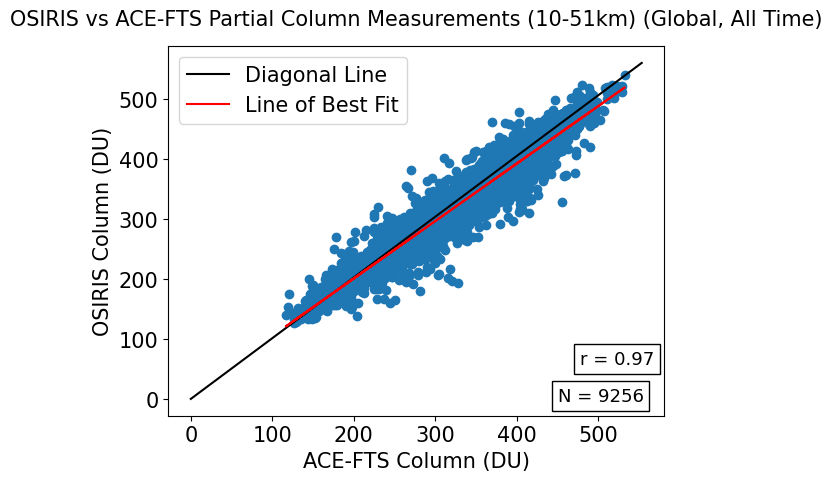 OSIRIS vs ACE-FTS Partial Column Measurements (10-51km) (Global, All Time)
Diagonal Line
Line of Best Fit
OSIRIS Column (DU)
500
400
300
200
100
0
r = 0.97
N = 9256
0 100 200 300 400 500
ACE-FTS Column (DU)